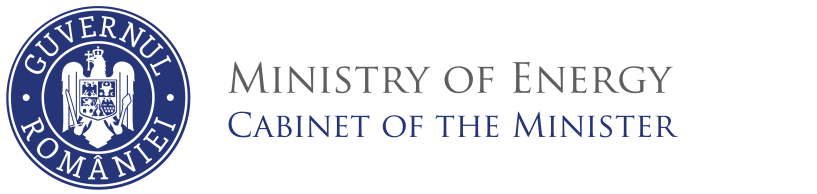 GUVERNUL
ROMÂNIEI
MINISTRY OF ENERGY
CABINET OF THE MINISTER